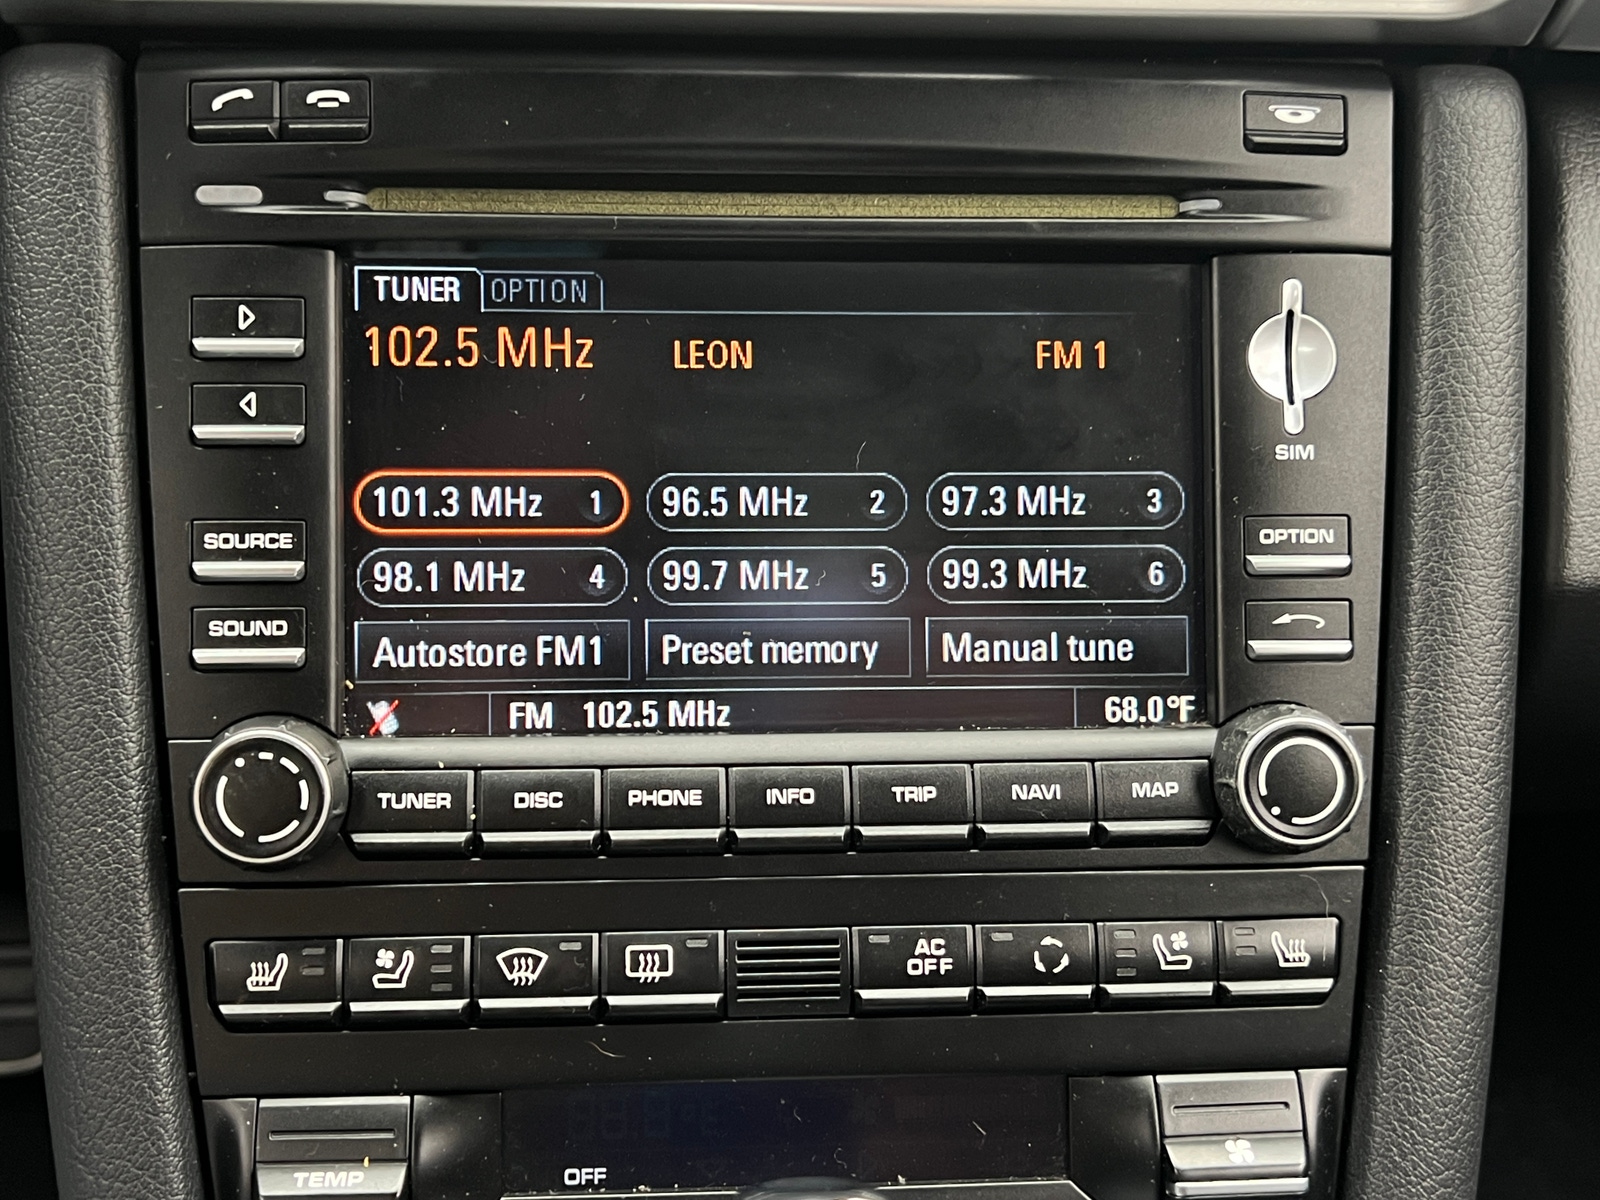 TUNER OPTION
102.5 MHz LEON FM 1
101.3 MHz 1 96.5 MHz 2 97.3 MHz 3
98.1 MHz 4 99.7 MHz 5 99.3 MHz 6
Autostore FM1 Preset memory Manual tune
FM 102.5 MHz 68.0°F
SOURCE
SOUND
SIM
OPTION
TUNER DISC PHONE INFO TRIP NAVI MAP
AC
OFF
TEMP
OFF